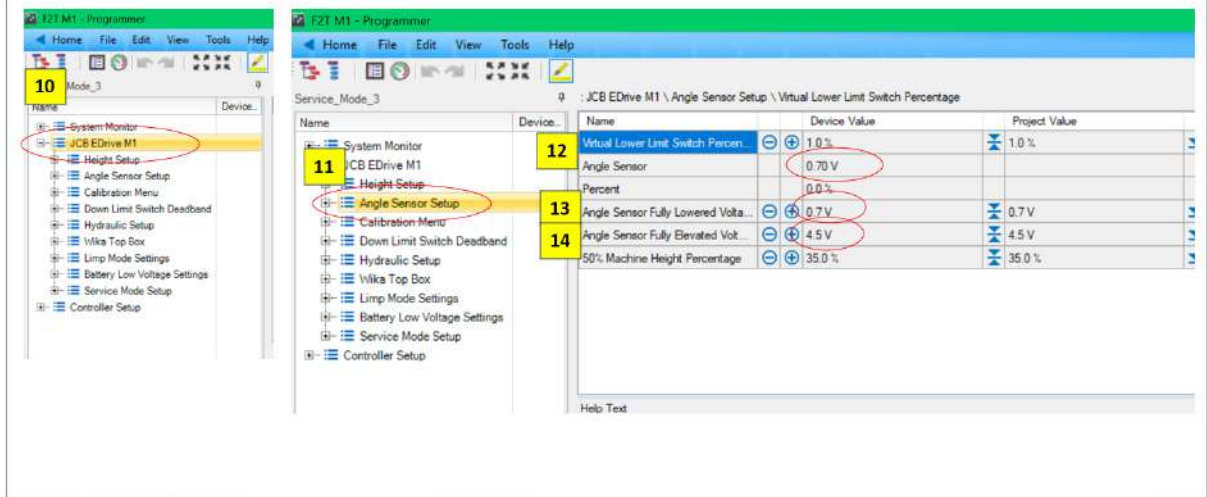 F2T M1 - Programmer
Home File Edit View Tools Help
10
Mode_3
Name Device...
System Monitor
JCB EDrive M1
Height Setup
Angle Sensor Setup
Calibration Menu
Down Limit Switch Deadband
Hydraulic Setup
Wika Top Box
Limp Mode Settings
Battery Low Voltage Settings
Service Mode Setup
Controller Setup
F2T M1 - Programmer
Home File Edit View Tools Help
Service_Mode_3
Name Device...
System Monitor
11
JCB EDrive M1
Height Setup
Angle Sensor Setup
Calibration Menu
Down Limit Switch Deadband
Hydraulic Setup
Wika Top Box
Limp Mode Settings
Battery Low Voltage Settings
Service Mode Setup
Controller Setup
: JCB EDrive M1 \ Angle Sensor Setup \ Virtual Lower Limit Switch Percentage
Name Device Value Project Value
12
Virtual Lower Limit Switch Percen... 1.0 % 1.0 %
Angle Sensor 0.70 V
Percent 0.0 %
13
Angle Sensor Fully Lowered Volta... 0.7 V 0.7 V
14
Angle Sensor Fully Elevated Volt... 4.5 V 4.5 V
50% Machine Height Percentage 35.0 % 35.0 %
Help Text